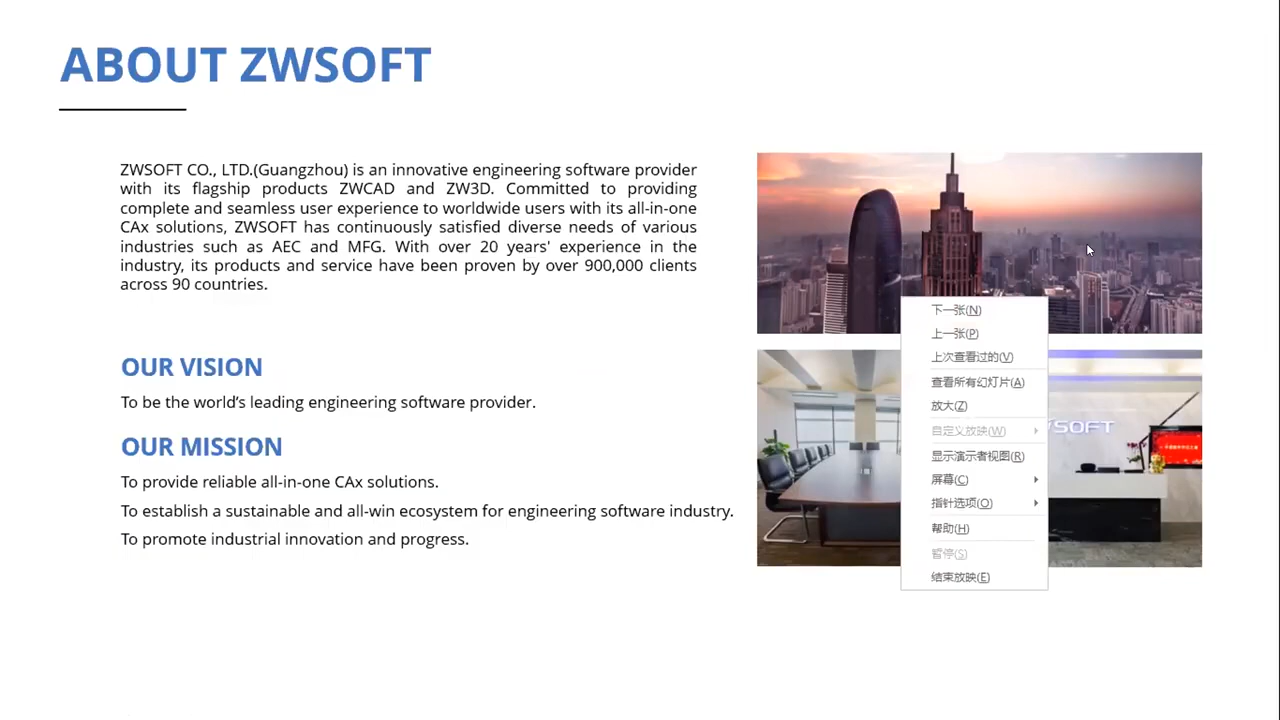 ABOUT ZWSOFT
ZWSOFT CO., LTD.(Guangzhou) is an innovative engineering software provider
with its flagship products ZWCAD and ZW3D. Committed to providing
complete and seamless user experience to worldwide users with its all-in-one
CAx solutions, ZWSOFT has continuously satisfied diverse needs of various
industries such as AEC and MFG. With over 20 years' experience in the
industry, its products and service have been proven by over 900,000 clients
across 90 countries.
OUR VISION
To be the world’s leading engineering software provider.
OUR MISSION
To provide reliable all-in-one CAx solutions.
To establish a sustainable and all-win ecosystem for engineering software industry.
To promote industrial innovation and progress.
下一张(N)
上一张(P)
上次查看过的(V)
查看所有幻灯片(A)
放大(Z)
自定义放映(W)
显示演示者视图(R)
屏幕(C)
指针选项(O)
帮助(H)
暂停(S)
结束放映(E)
WSOFT